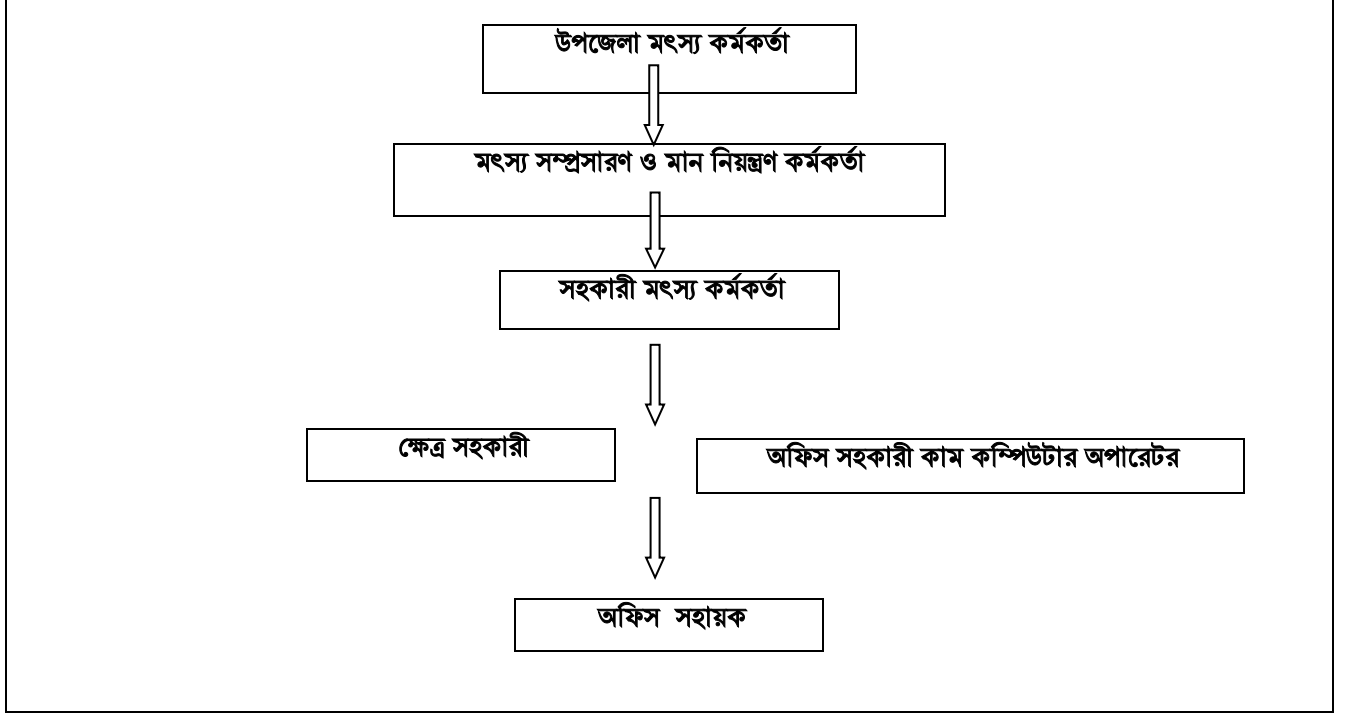 উপজেলা মৎস্য কর্মকর্তা
মৎস্য সম্প্রসারণ ও মান নিয়ন্ত্রণ কর্মকর্তা
সহকারী মৎস্য কর্মকর্তা
ক্ষেত্র সহকারী
অফিস সহকারী কাম কম্পিউটার অপারেটর
অফিস সহায়ক